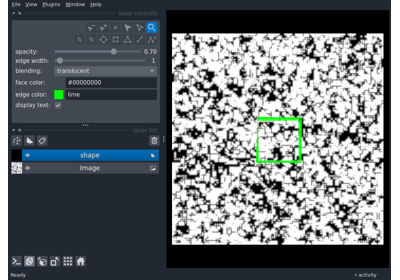 File View Plugins Window Help
layer controls
opacity: 0.70
edge width: 1
blending: translucent
face color: #00000000
edge color: lime
display text:
layer list
shape
Image
Ready
activity